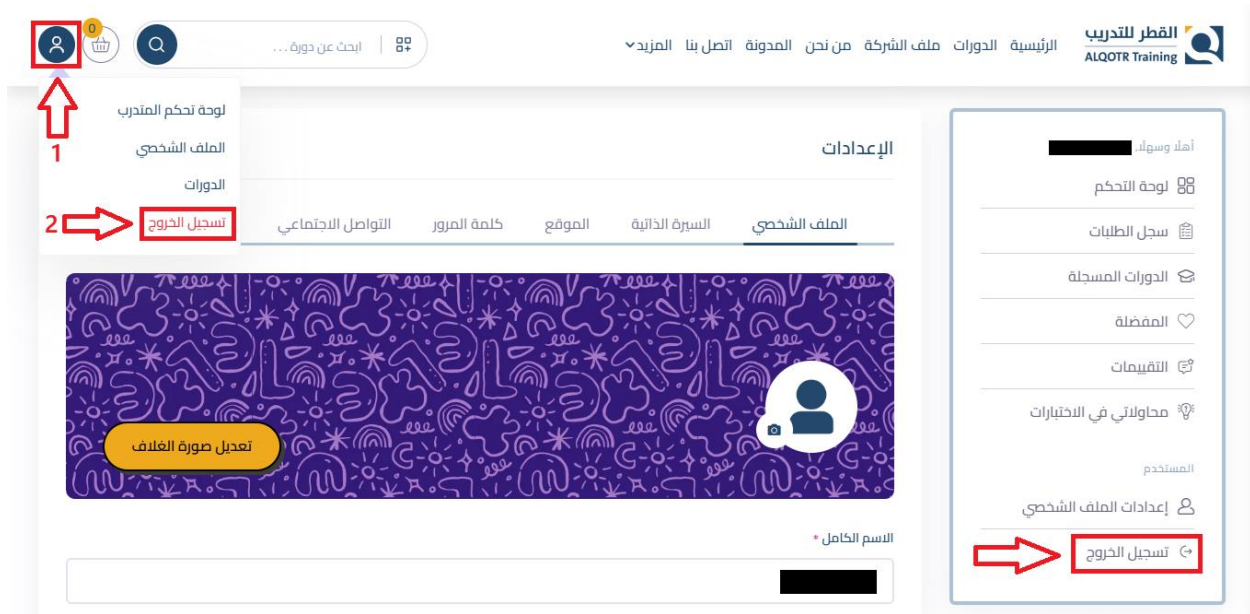 القطر للتدريب
ALQOTR Training
الرئيسية الدورات ملف الشركة من نحن المدونة اتصل بنا المزيد
ابحث عن دورة . . .
0
1
لوحة تحكم المتدرب
الملف الشخصي
الدورات
تسجيل الخروج
2
أهلا وسهلا,
لوحة التحكم
سجل الطلبات
الدورات المسجلة
المفضلة
التقييمات
محاولاتي في الاختبارات
المستخدم
إعدادات الملف الشخصي
تسجيل الخروج
الإعدادات
الملف الشخصي السيرة الذاتية الموقع كلمة المرور التواصل الاجتماعي
تعديل صورة الغلاف
الاسم الكامل *